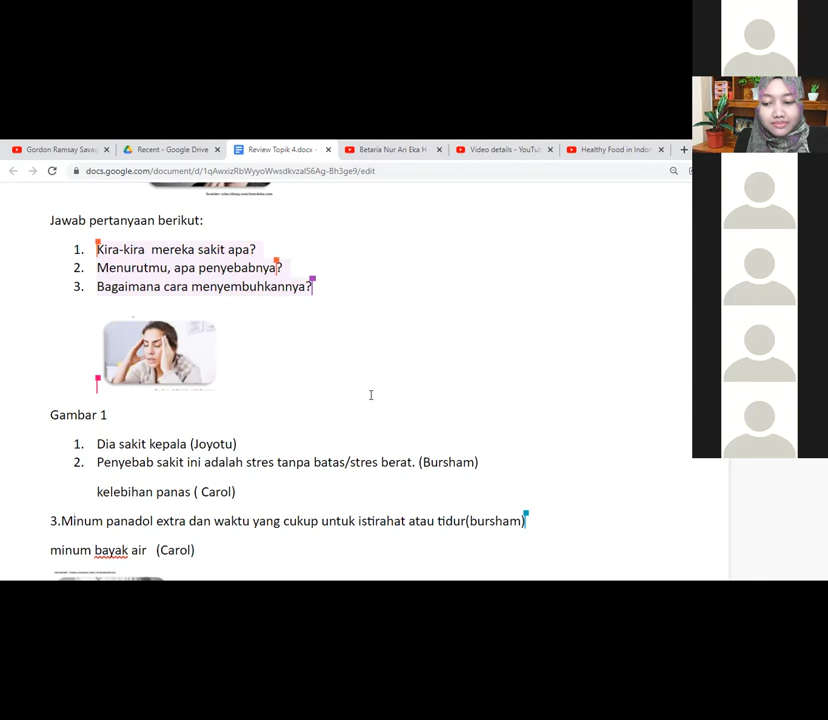 Gordon Ramsay Sava
Recent - Google Drive
Review Topik 4.docx -
Betaria Nur Ari Eka H
Video details - YouTu
Healthy Food in Indo
docs.google.com/document/d/1qAwxizRbWyyoWwsdkvzaIS6Ag-Bh3ge9/edit
Jawab pertanyaan berikut:
1. Kira-kira mereka sakit apa?
2. Menurutmu, apa penyebabnya?
3. Bagaimana cara menyembuhkannya?
Gambar 1
1. Dia sakit kepala (Joyotu)
2. Penyebab sakit ini adalah stres tanpa batas/stres berat. (Bursham)
kelebihan panas ( Carol)
3.Minum panadol extra dan waktu yang cukup untuk istirahat atau tidur(bursham)
minum bayak air (Carol)